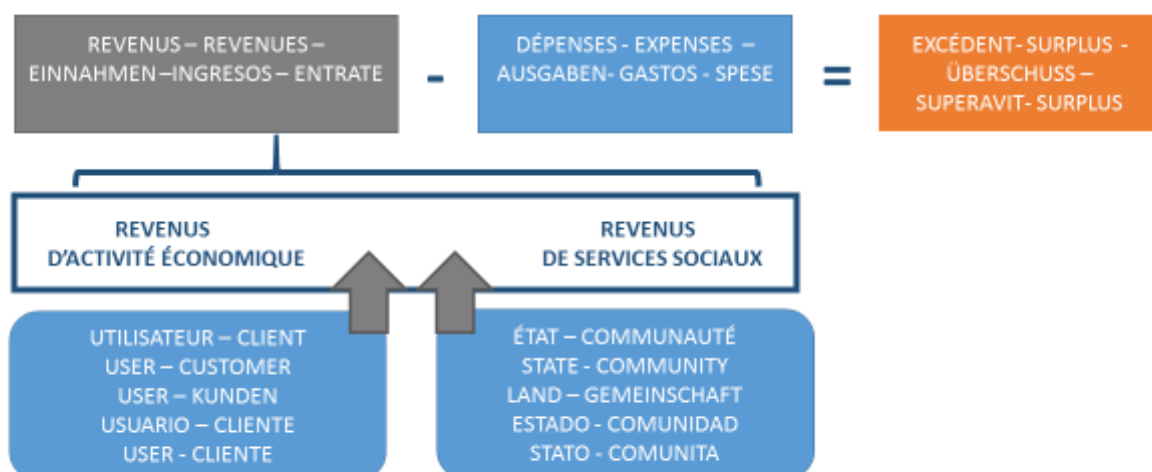 REVENUS – REVENUES –
EINNAHMEN –INGRESOS – ENTRATE
-
DÉPENSES - EXPENSES –
AUSGABEN- GASTOS - SPESE
=
EXCÉDENT- SURPLUS -
ÜBERSCHUSS –
SUPERAVIT- SURPLUS
REVENUS
D’ACTIVITÉ ÉCONOMIQUE
REVENUS
DE SERVICES SOCIAUX
UTILISATEUR – CLIENT
USER – CUSTOMER
USER – KUNDEN
USUARIO – CLIENTE
USER - CLIENTE
ÉTAT – COMMUNAUTÉ
STATE - COMMUNITY
LAND – GEMEINSCHAFT
ESTADO - COMUNIDAD
STATO - COMUNITA